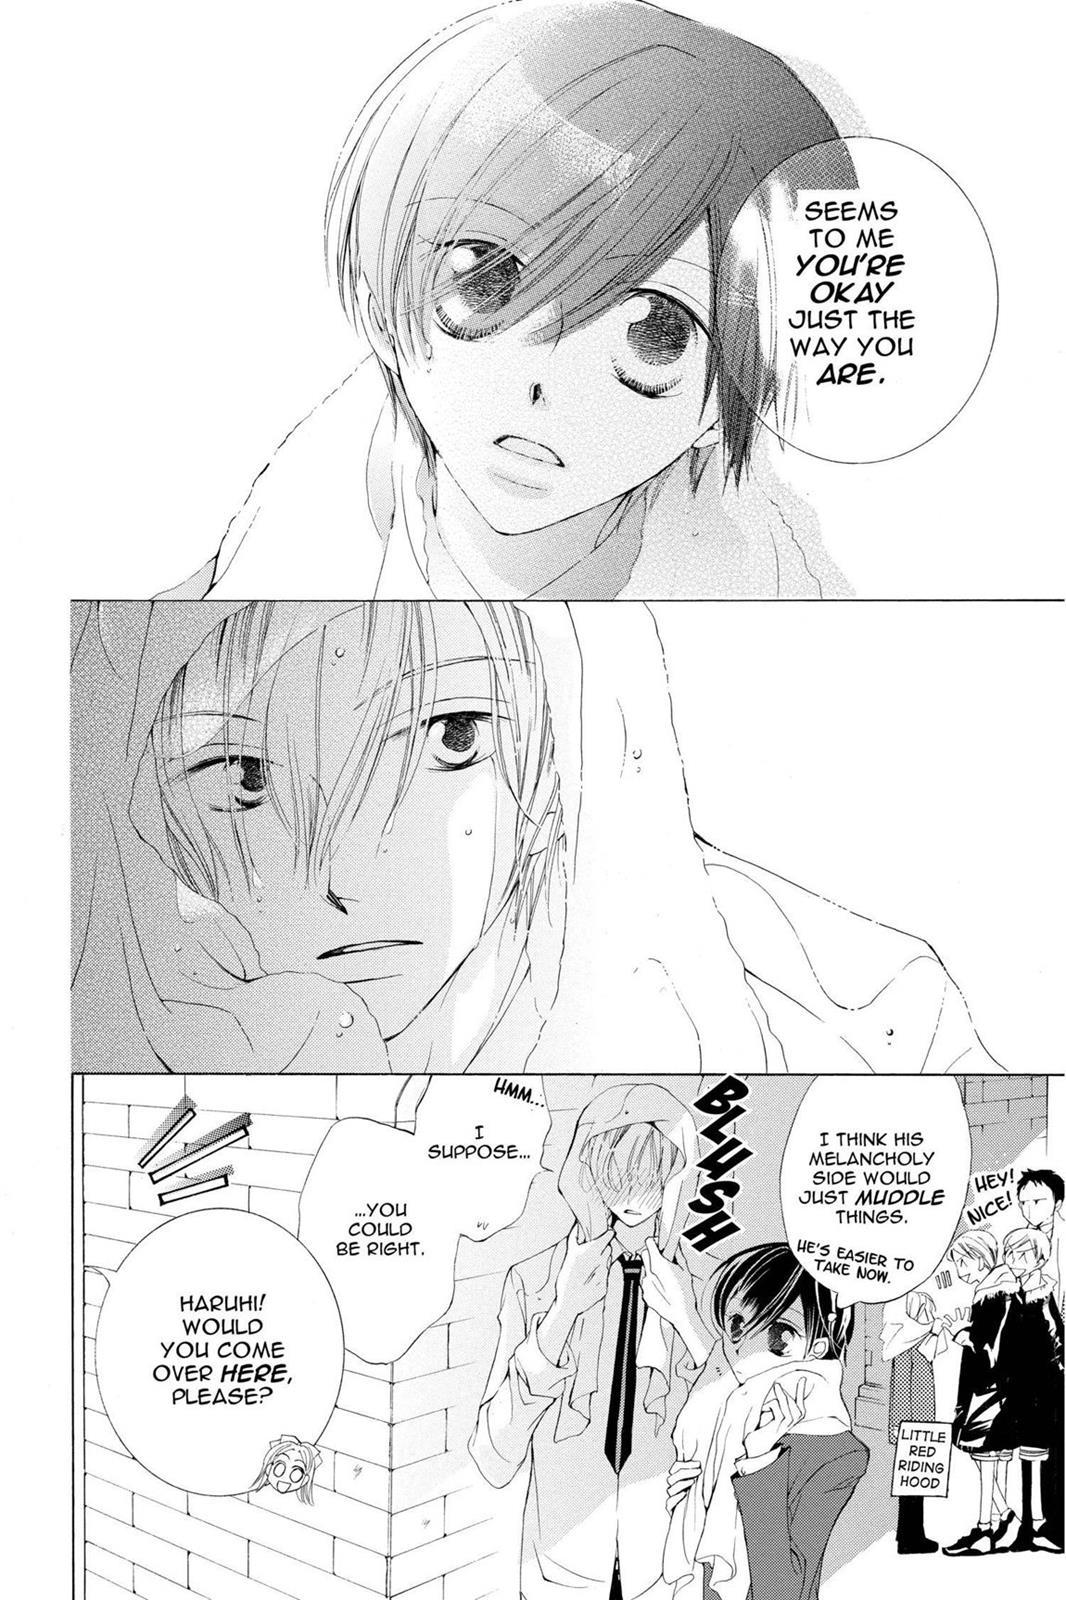 SEEMS
TO ME
YOU'RE
OKAY
JUST THE
WAY YOU
ARE.
I THINK HIS
MELANCHOLY
SIDE WOULD
JUST MUDDLE
THINGS.
HE'S EASIER TO
TAKE NOW.
HEY!
NICE!
BLUSH
HMM...
I
SUPPOSE...
...YOU
COULD
BE RIGHT.
HARUHI!
WOULD
YOU COME
OVER HERE,
PLEASE?
LITTLE
RED
RIDING
HOOD